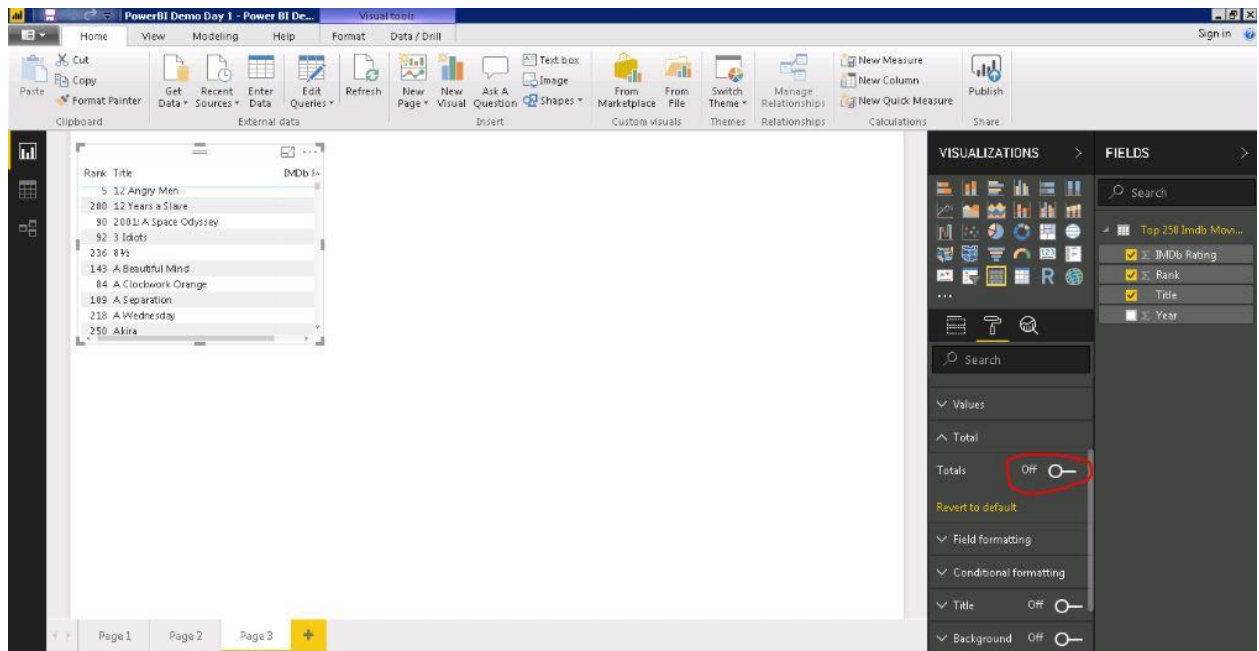 PowerBI Demo Day 1 - Power BI De...
Visual tools
Home View Modeling Help Format Data / Drill
Sign in
Paste
Cut
Copy
Format Painter
Clipboard
Get Data
Recent Sources
Enter Data
Edit Queries
External data
Refresh
New Page
New Visual
Ask A Question
Text box
Image
Shapes
Insert
From Marketplace
From File
Custom visuals
Switch Theme
Themes
Manage Relationships
Relationships
New Measure
New Column
New Quick Measure
Calculations
Publish
Share
Rank Title IMDb
5 12 Angry Men
200 12 Years a Slave
90 2001: A Space Odyssey
92 3 Idiots
236 8½
143 A Beautiful Mind
84 A Clockwork Orange
109 A Separation
218 A Wednesday
250 Akira
VISUALIZATIONS
R
Search
Values
Total
Totals Off
Revert to default
Field formatting
Conditional formatting
Title Off
Background Off
FIELDS
Search
Top 250 Imdb Movi...
Σ IMDb Rating
Σ Rank
Title
Σ Year
Page 1 Page 2 Page 3 +